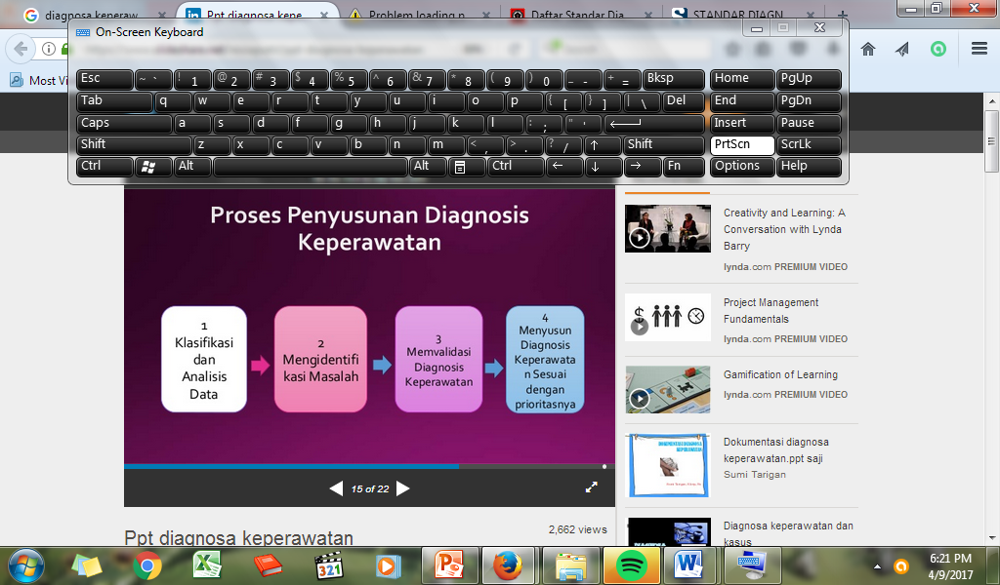 diagnosa keperaw
Ppt diagnosa kepe
Problem loading p
Daftar Standar Dia
STANDAR DIAGN
On-Screen Keyboard
Most Vi
Esc ~ ` ! 1 @ 2 # 3 $ 4 % 5 ^ 6 & 7 * 8 ( 9 ) 0 _ - + = Bksp Home PgUp
Tab q w e r t y u i o p { [ } ] | \ Del End PgDn
Caps a s d f g h j k l : ; " ' Insert Pause
Shift z x c v b n m < , > . ? / ↑ Shift PrtScn ScrLk
Ctrl Alt Alt Ctrl ← ↓ → Fn Options Help
Proses Penyusunan Diagnosis
Keperawatan
1
Klasifikasi
dan
Analisis
Data
2
Mengidentifi
kasi Masalah
3
Memvalidasi
Diagnosis
Keperawatan
4
Menyusun
Diagnosis
Keperawata
n Sesuai
dengan
prioritasnya
15 of 22
Ppt diagnosa keperawatan
2,662 views
Creativity and Learning: A
Conversation with Lynda
Barry
lynda.com PREMIUM VIDEO
Project Management
Fundamentals
lynda.com PREMIUM VIDEO
Gamification of Learning
lynda.com PREMIUM VIDEO
Dokumentasi diagnosa
keperawatan.ppt saji
Sumi Tarigan
Diagnosa keperawatan dan
kasus
321
6:21 PM
4/9/2017